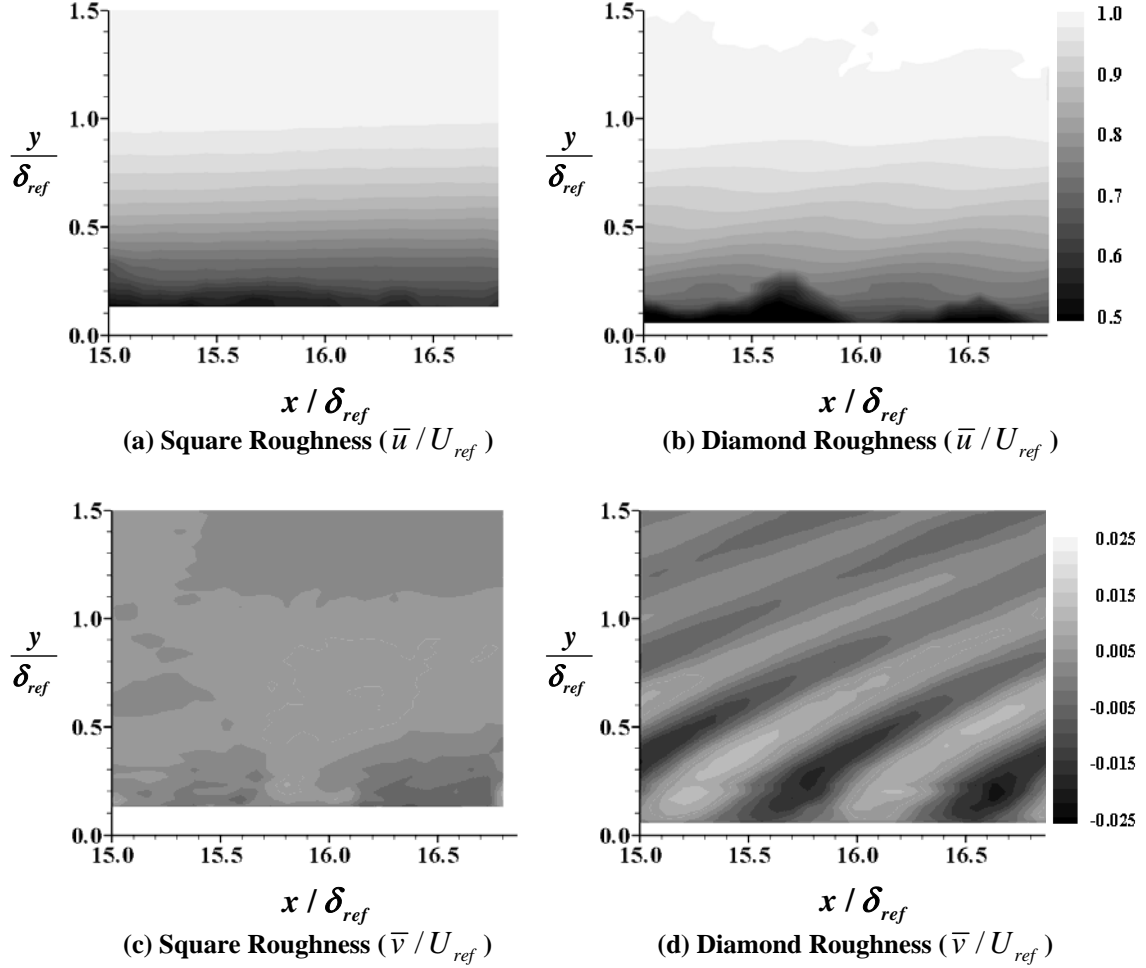 1.5
1.0
0.5
0.0
y
δref
15.0 15.5 16.0 16.5
x / δref
(a) Square Roughness ( u̅ / Uref )
1.5
1.0
0.5
0.0
y
δref
15.0 15.5 16.0 16.5
x / δref
(b) Diamond Roughness ( u̅ / Uref )
1.0
0.9
0.8
0.7
0.6
0.5
1.5
1.0
0.5
0.0
y
δref
15.0 15.5 16.0 16.5
x / δref
(c) Square Roughness ( v̅ / Uref )
1.5
1.0
0.5
0.0
y
δref
15.0 15.5 16.0 16.5
x / δref
(d) Diamond Roughness ( v̅ / Uref )
0.025
0.015
0.005
-0.005
-0.015
-0.025